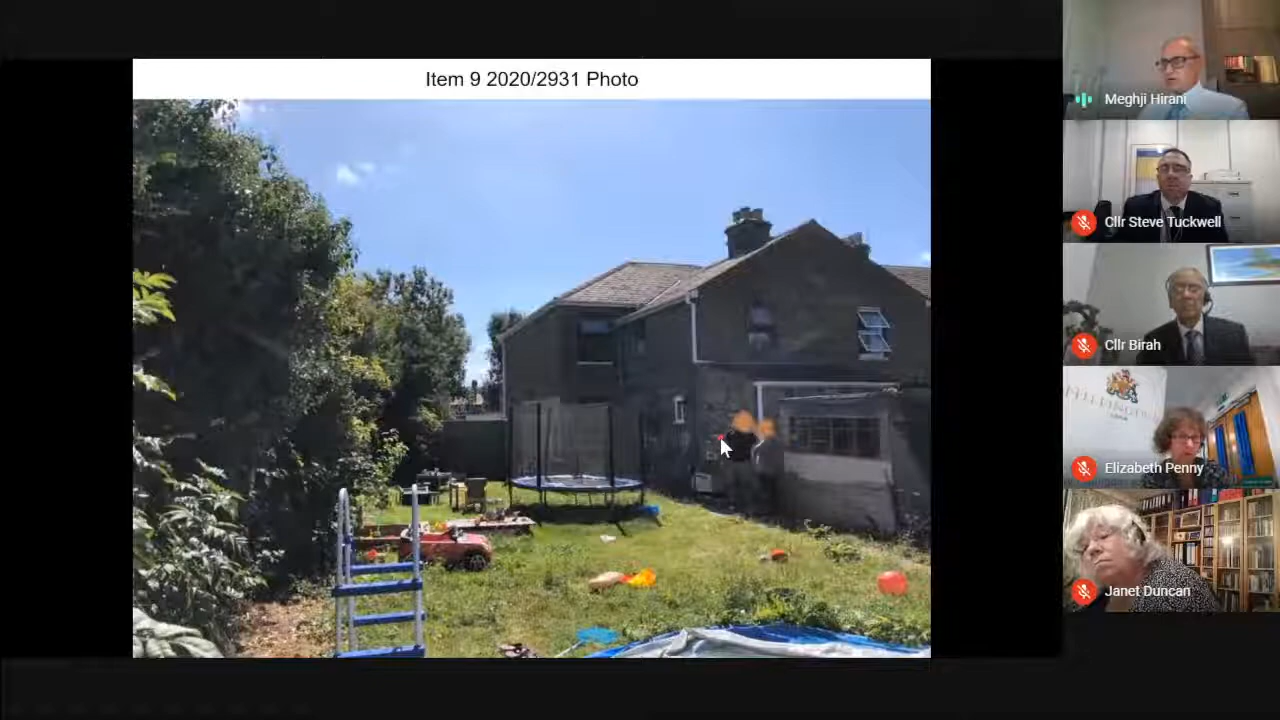 Item 9 2020/2931 Photo
Meghji Hirani
Cllr Steve Tuckwell
Cllr Birah
Elizabeth Penny
Janet Duncan